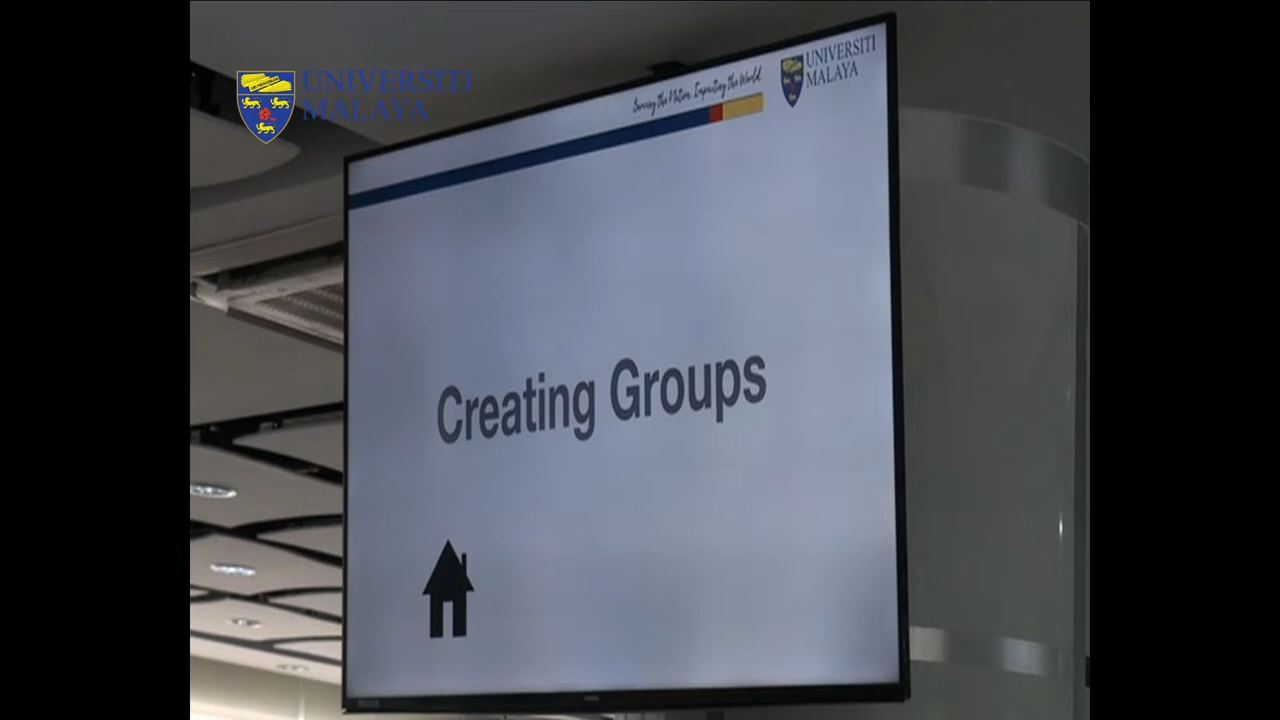 UNIVERSITI
MALAYA
Serving the Nation. Impacting the World.
UNIVERSITI
MALAYA
Creating Groups